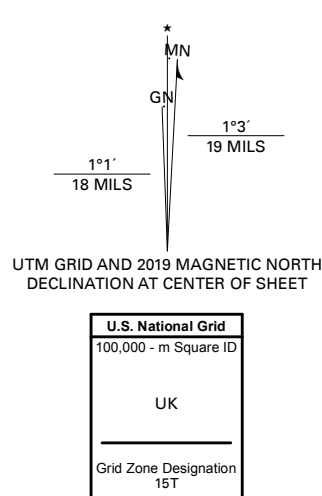 ★
MN
GN
1°3´
19 MILS
1°1´
18 MILS
UTM GRID AND 2019 MAGNETIC NORTH
DECLINATION AT CENTER OF SHEET
U.S. National Grid
100,000 - m Square ID
UK
Grid Zone Designation
15T